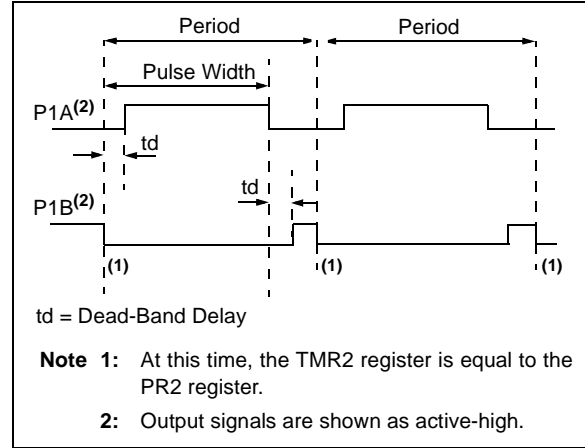 Period Period
Pulse Width
P1A(2)
td
td
P1B(2)
(1) (1) (1)
td = Dead-Band Delay
Note 1: At this time, the TMR2 register is equal to the
PR2 register.
2: Output signals are shown as active-high.